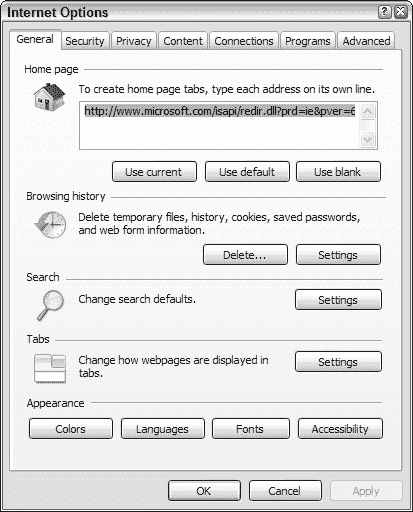 Internet Options
General Security Privacy Content Connections Programs Advanced
Home page
To create home page tabs, type each address on its own line.
http://www.microsoft.com/isapi/redir.dll?prd=ie&pver=6
Use current Use default Use blank
Browsing history
Delete temporary files, history, cookies, saved passwords,
and web form information.
Delete... Settings
Search
Change search defaults. Settings
Tabs
Change how webpages are displayed in
tabs.
Settings
Appearance
Colors Languages Fonts Accessibility
OK Cancel Apply